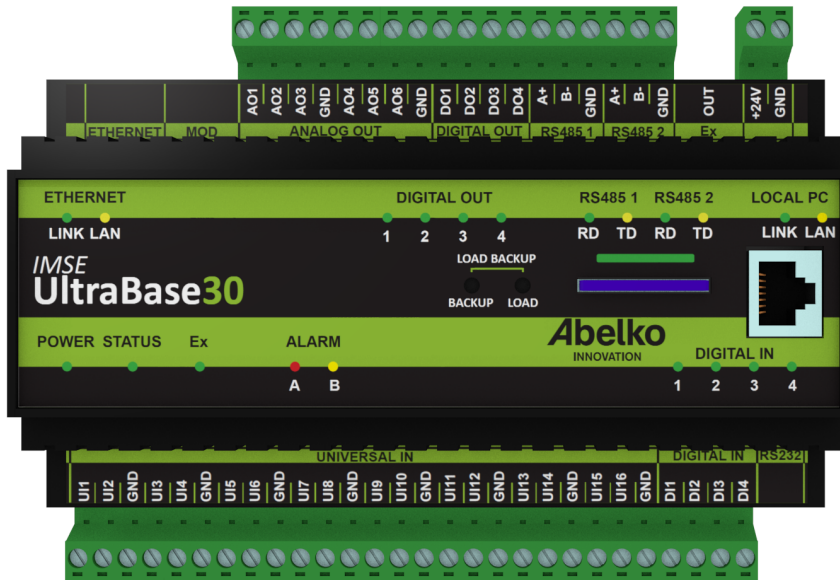 AO1 AO2 AO3 GND AO4 AO5 AO6 GND DO1 DO2 DO3 DO4 A+ B- GND A+ B- GND OUT +24V GND
ETHERNET MOD ANALOG OUT DIGITAL OUT RS485 1 RS485 2 Ex
ETHERNET DIGITAL OUT RS485 1 RS485 2 LOCAL PC
LINK LAN 1 2 3 4 RD TD RD TD LINK LAN
IMSE
UltraBase30
LOAD BACKUP
BACKUP LOAD
POWER STATUS Ex ALARM
A B
Abelko
INNOVATION
DIGITAL IN
1 2 3 4
UNIVERSAL IN DIGITAL IN RS232
UI1 UI2 GND UI3 UI4 GND UI5 UI6 GND UI7 UI8 GND UI9 UI10 GND UI11 UI12 GND UI13 UI14 GND UI15 UI16 GND DI1 DI2 DI3 DI4